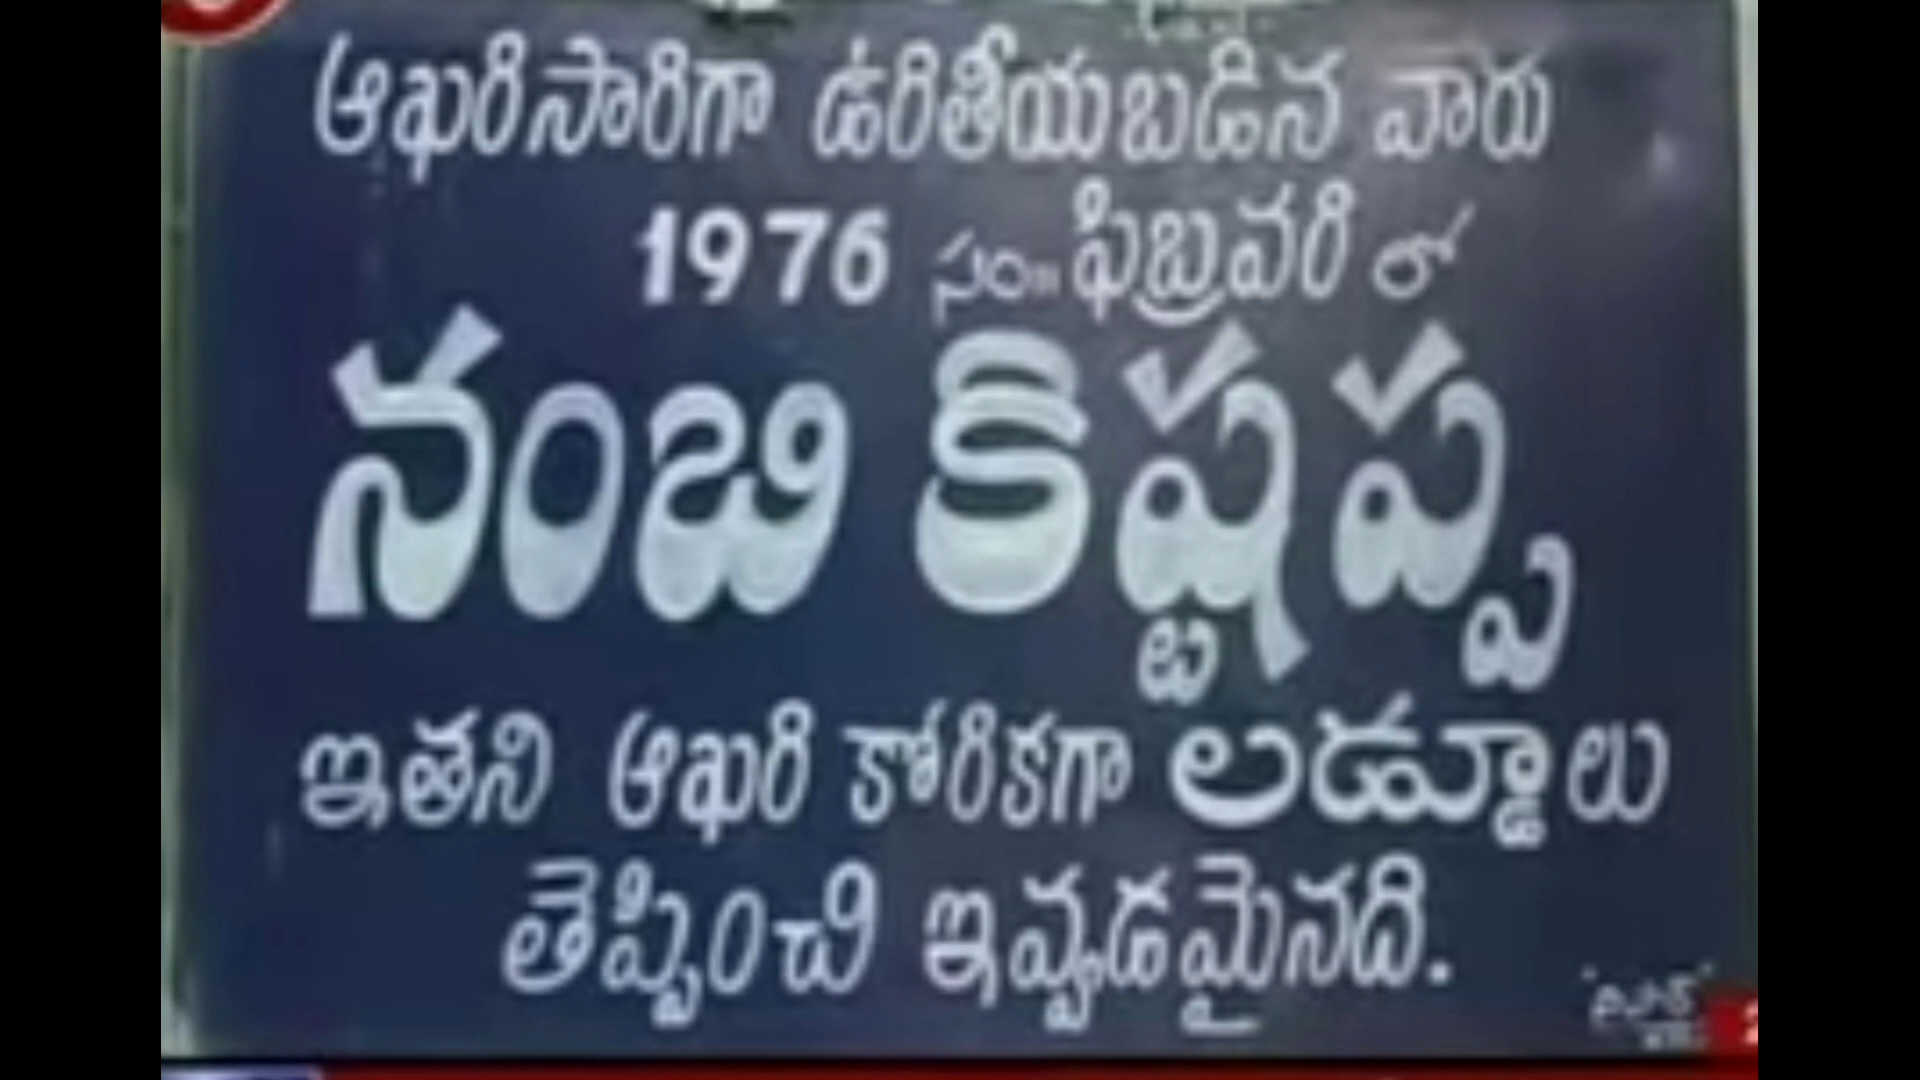 ఆఖరిసారిగా ఉరితీయబడిన వారు
1976 సం॥ ఫిబ్రవరి లో
నంబి కిష్టప్ప
ఇతని ఆఖరి కోరికగా లడ్డూలు
తెప్పించి ఇవ్వడమైనది.